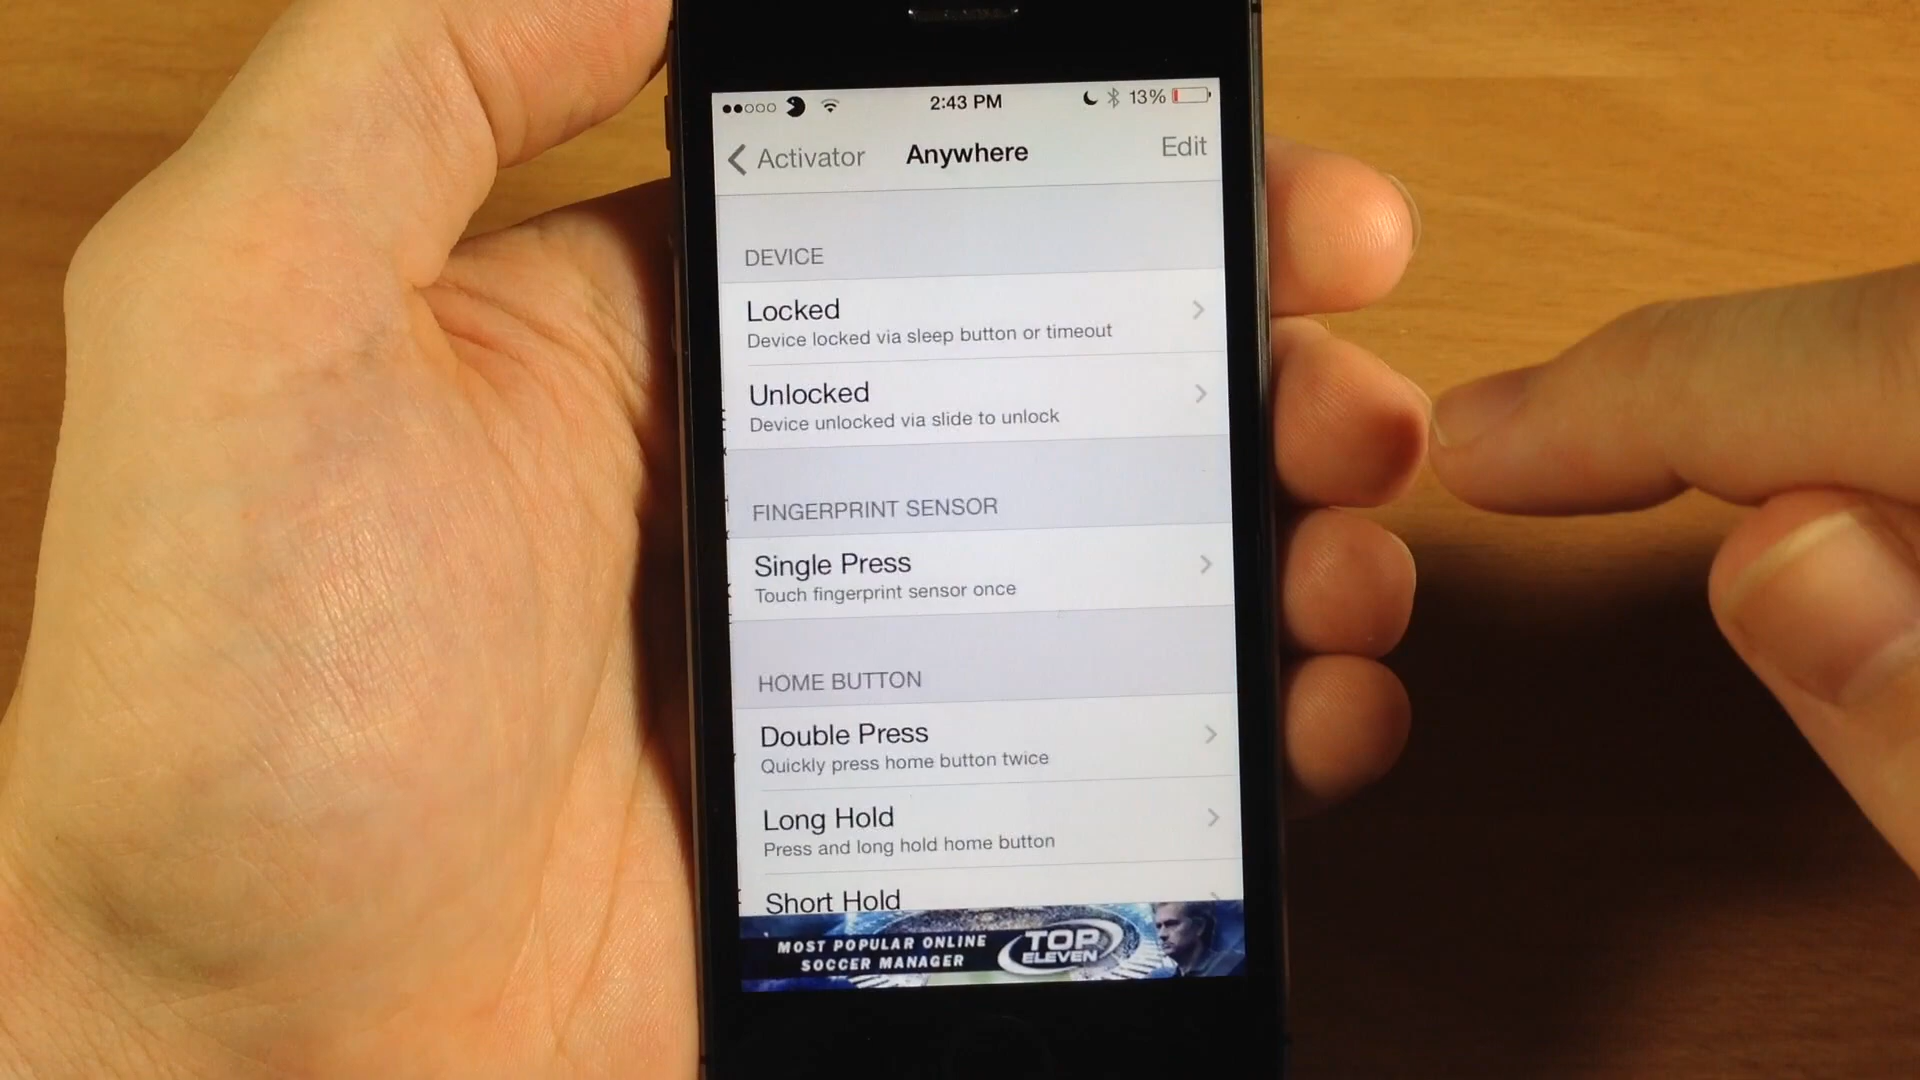 2:43 PM
13%
Activator
Anywhere
Edit
DEVICE
Locked
Device locked via sleep button or timeout
Unlocked
Device unlocked via slide to unlock
FINGERPRINT SENSOR
Single Press
Touch fingerprint sensor once
HOME BUTTON
Double Press
Quickly press home button twice
Long Hold
Press and long hold home button
Short Hold
MOST POPULAR ONLINE
SOCCER MANAGER
TOP
ELEVEN